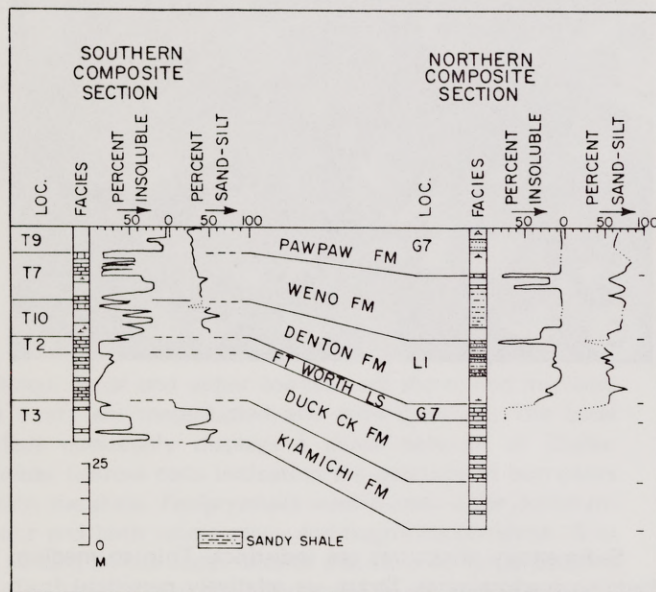 SOUTHERN
COMPOSITE
SECTION
NORTHERN
COMPOSITE
SECTION
LOC.
FACIES
PERCENT
INSOLUBLE
PERCENT
SAND-SILT
LOC.
FACIES
PERCENT
INSOLUBLE
PERCENT
SAND-SILT
50 0 50 100
50 0 50 100
T9
T7
T10
T2
T3
PAWPAW FM
WENO FM
DENTON FM
FT WORTH LS
DUCK CK FM
KIAMICHI FM
G7
L1
G7
25
0
M
SANDY SHALE